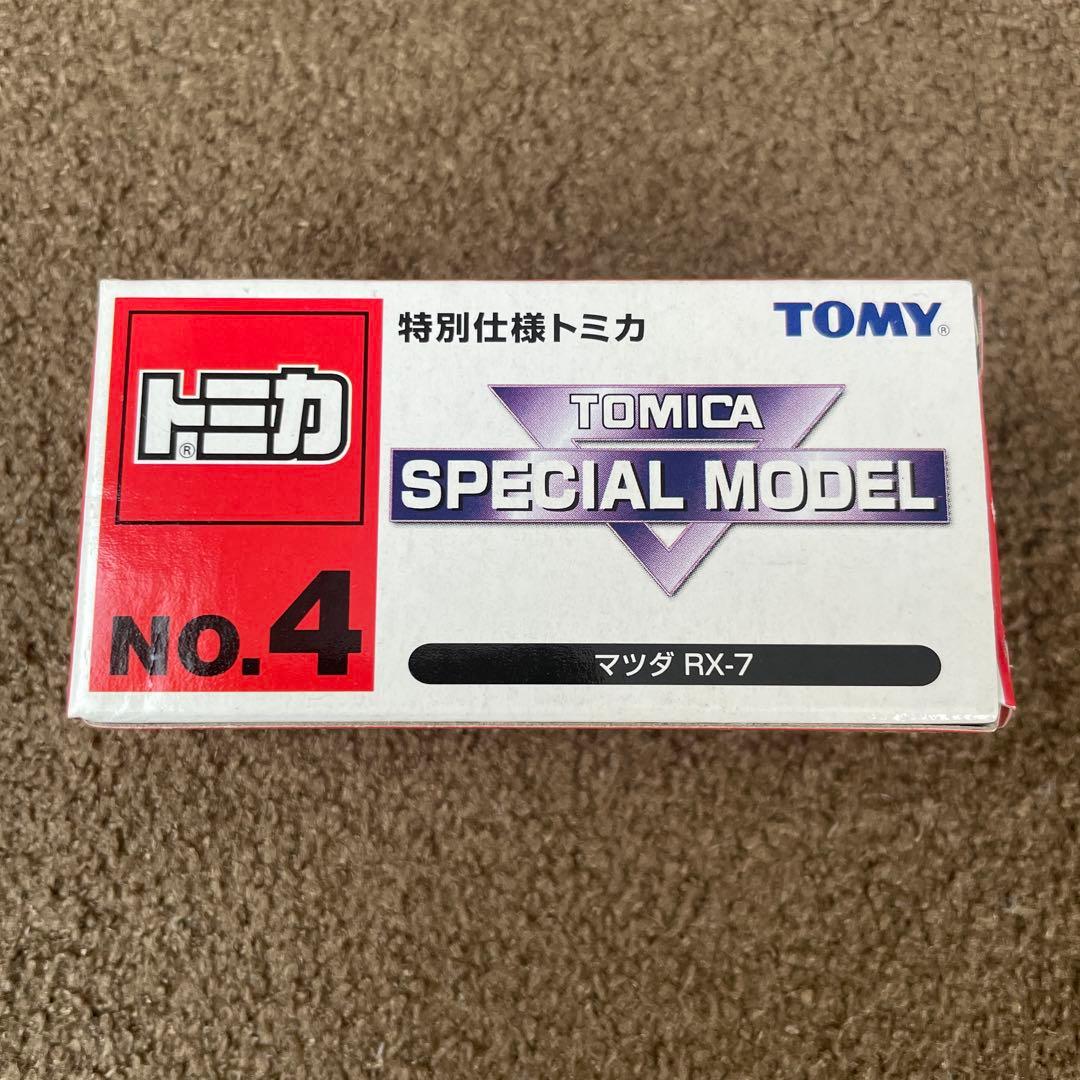 特別仕様トミカ
TOMY®
トミカ®
TOMICA
SPECIAL MODEL
NO.4
マツダ RX-7